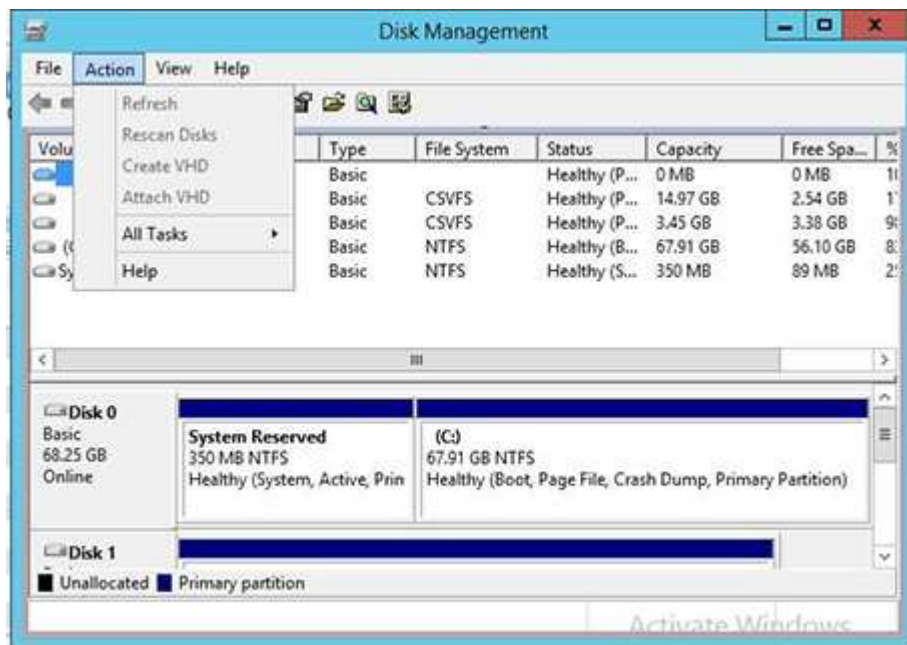 Disk Management
File Action View Help
Refresh
Rescan Disks
Create VHD
Attach VHD
All Tasks
Help
Volu Type File System Status Capacity Free Spa... %
Basic Healthy (P... 0 MB 0 MB
Basic CSVFS Healthy (P... 14.97 GB 2.54 GB
Basic CSVFS Healthy (P... 3.45 GB 3.38 GB
Basic NTFS Healthy (B... 67.91 GB 56.10 GB
Sy Basic NTFS Healthy (S... 350 MB 89 MB
Disk 0
Basic
68.25 GB
Online
System Reserved
350 MB NTFS
Healthy (System, Active, Prin
(C:)
67.91 GB NTFS
Healthy (Boot, Page File, Crash Dump, Primary Partition)
Disk 1
Unallocated Primary partition
Activate Windows